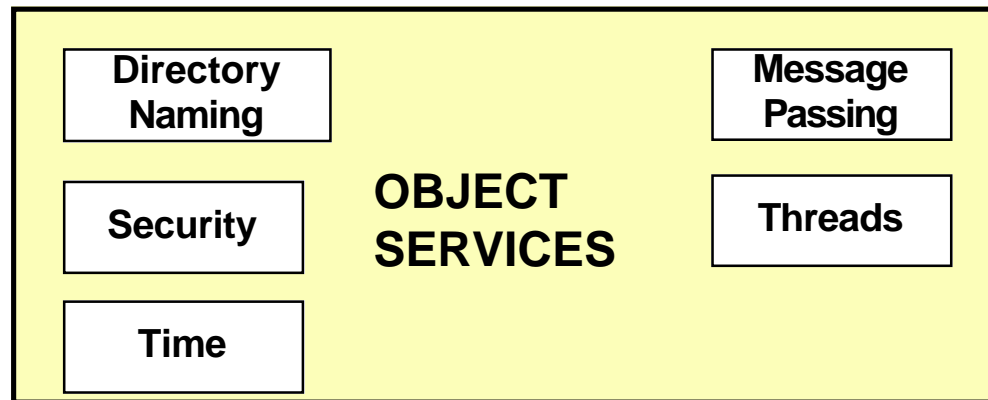 Directory
Naming
Security
Time
OBJECT
SERVICES
Message
Passing
Threads